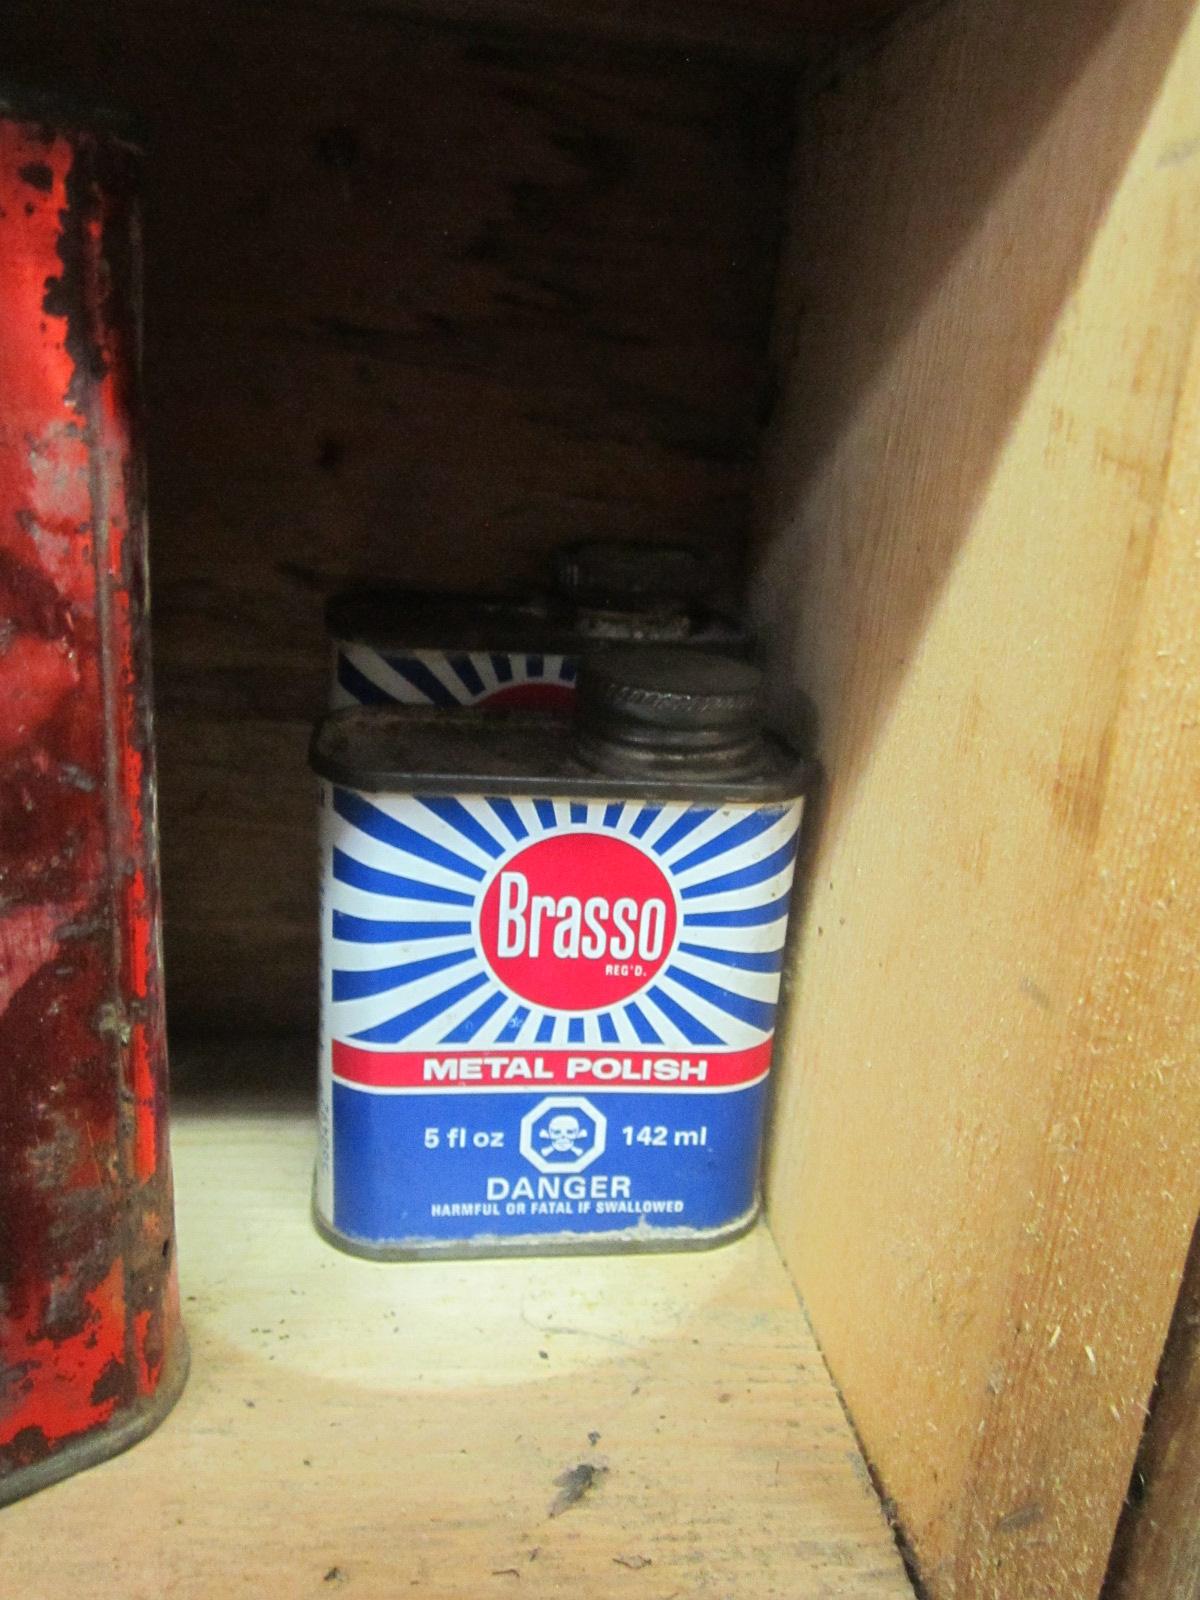 Brasso
REG'D.
METAL POLISH
5 fl oz 142 ml
DANGER
HARMFUL OR FATAL IF SWALLOWED